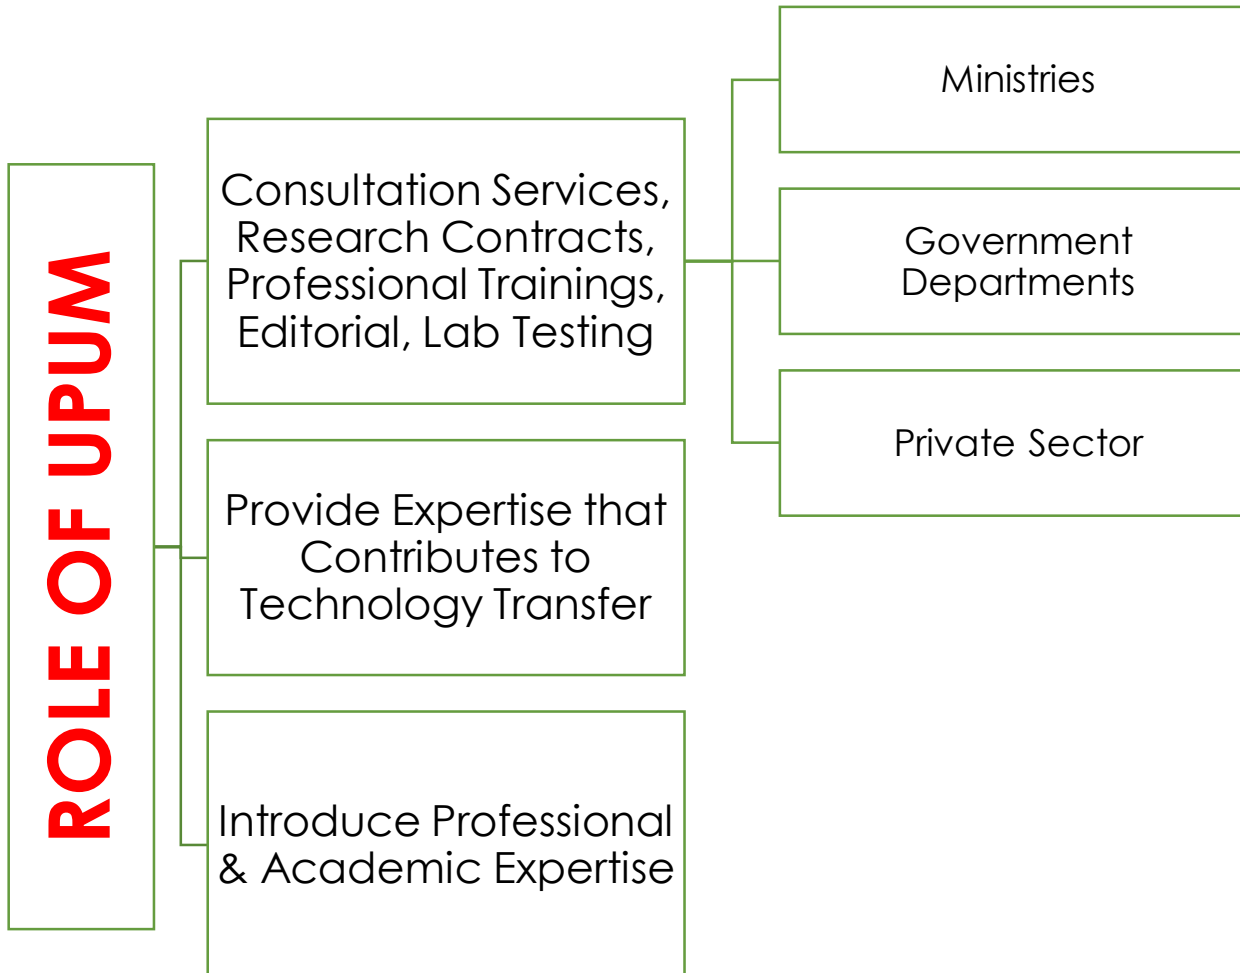 ROLE OF UPUM
Consultation Services,
Research Contracts,
Professional Trainings,
Editorial, Lab Testing
Ministries
Government
Departments
Private Sector
Provide Expertise that
Contributes to
Technology Transfer
Introduce Professional
& Academic Expertise